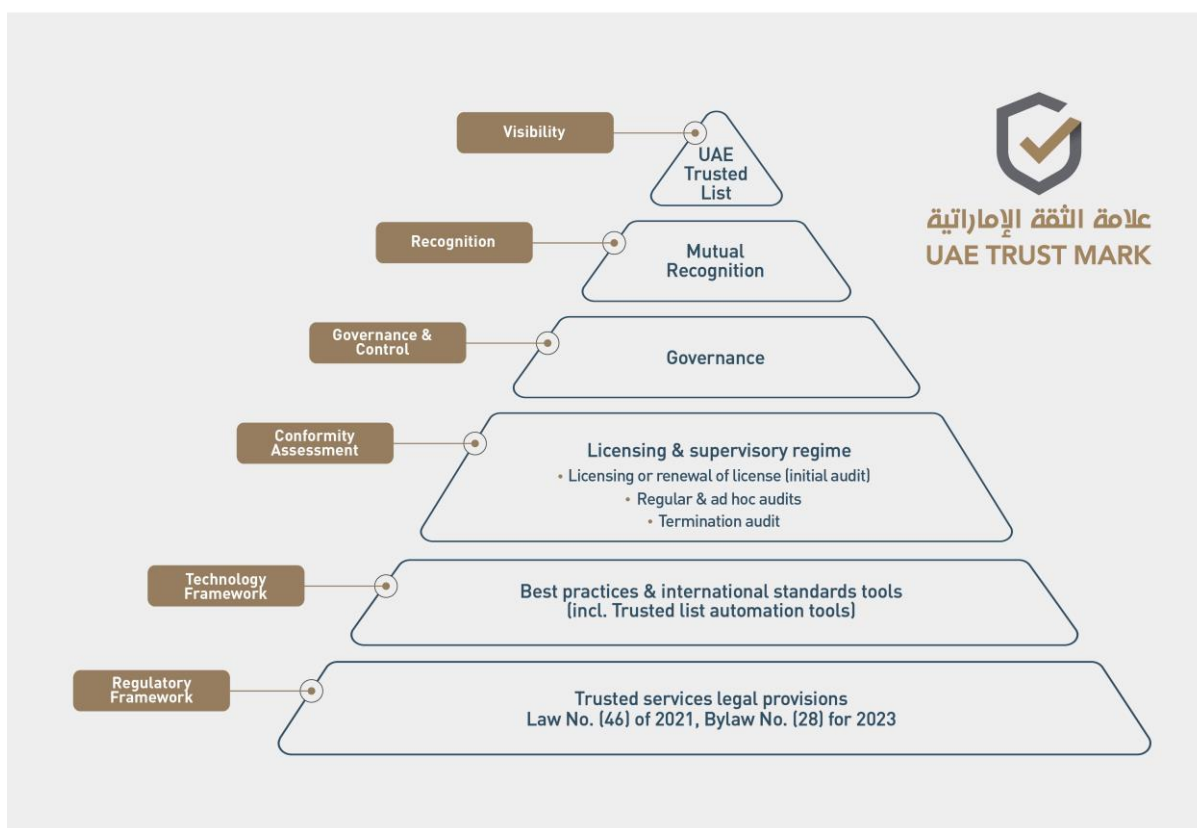 Visibility
UAE
Trusted
List
علامة الثقة الإماراتية
UAE TRUST MARK
Recognition
Mutual
Recognition
Governance &
Control
Governance
Conformity
Assessment
Licensing & supervisory regime
• Licensing or renewal of license (initial audit)
• Regular & ad hoc audits
• Termination audit
Technology
Framework
Best practices & international standards tools
(incl. Trusted list automation tools)
Regulatory
Framework
Trusted services legal provisions
Law No. (46) of 2021, Bylaw No. (28) for 2023